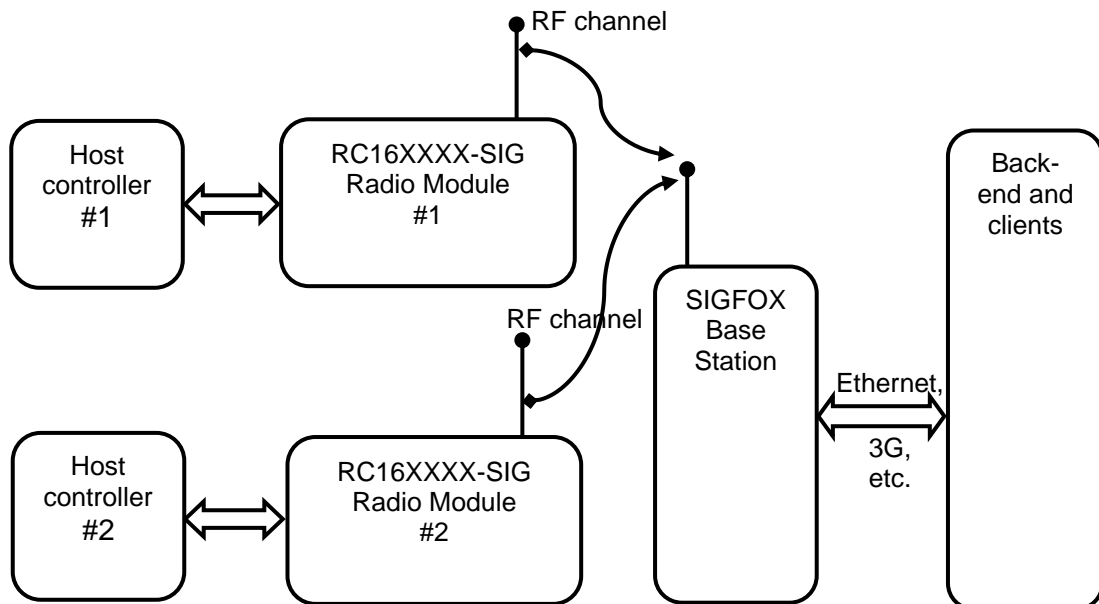 RF channel
Host
controller
#1
RC16XXXX-SIG
Radio Module
#1
Back-
end and
clients
SIGFOX
Base
Station
RF channel
Ethernet,
3G,
etc.
Host
controller
#2
RC16XXXX-SIG
Radio Module
#2